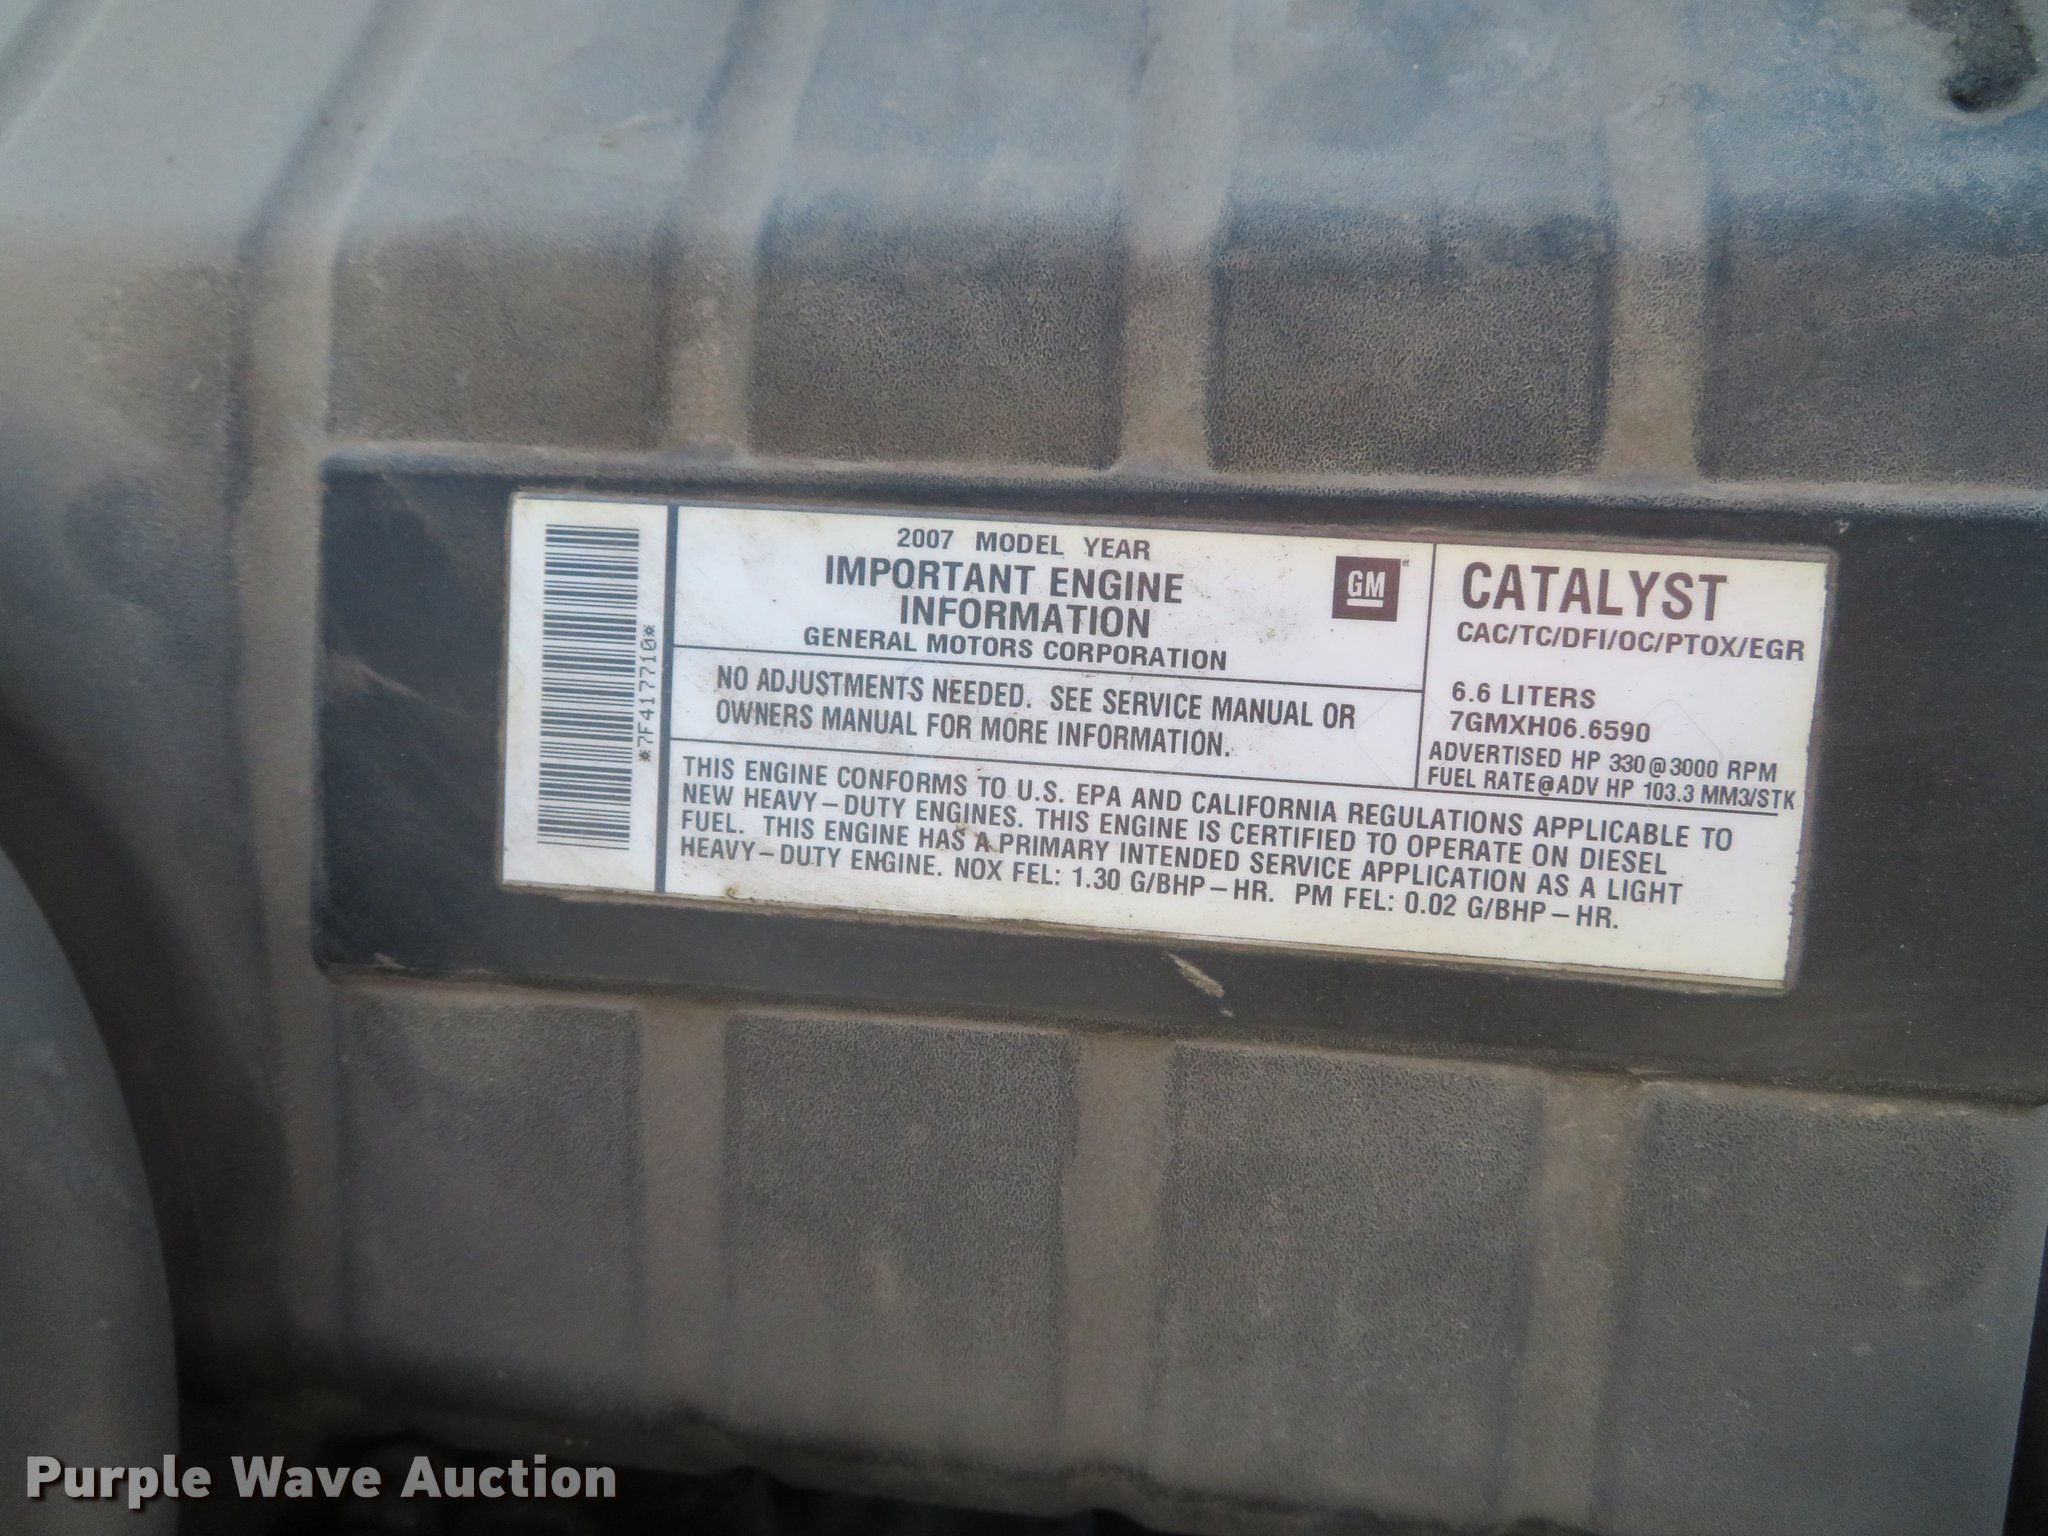 *7F417710*
2007 MODEL YEAR
IMPORTANT ENGINE
INFORMATION
GENERAL MOTORS CORPORATION
GM
NO ADJUSTMENTS NEEDED. SEE SERVICE MANUAL OR
OWNERS MANUAL FOR MORE INFORMATION.
CATALYST
CAC/TC/DFI/OC/PTOX/EGR
6.6 LITERS
7GMXH06.6590
ADVERTISED HP 330@3000 RPM
FUEL RATE@ADV HP 103.3 MM3/STK
THIS ENGINE CONFORMS TO U.S. EPA AND CALIFORNIA REGULATIONS APPLICABLE TO
NEW HEAVY-DUTY ENGINES. THIS ENGINE IS CERTIFIED TO OPERATE ON DIESEL
FUEL. THIS ENGINE HAS A PRIMARY INTENDED SERVICE APPLICATION AS A LIGHT
HEAVY-DUTY ENGINE. NOX FEL: 1.30 G/BHP-HR. PM FEL: 0.02 G/BHP-HR.
Purple Wave Auction